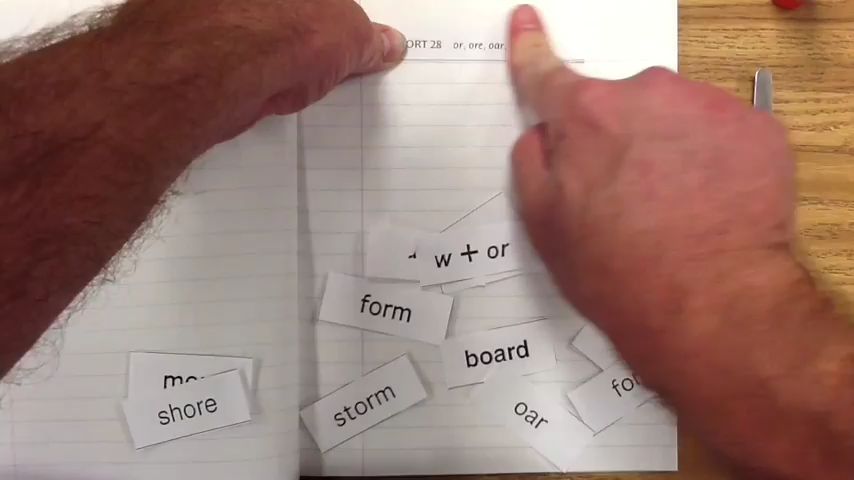 ORT 28 or, ore, oar,
w + or
form
board
shore
storm
oar